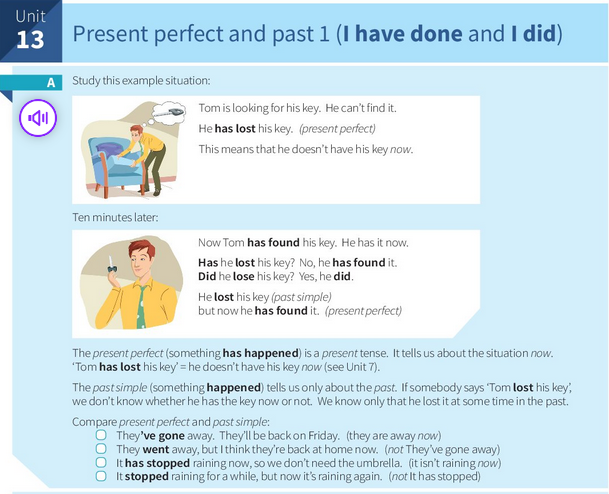 Unit
13
Present perfect and past 1 (I have done and I did)
A
Study this example situation:
Tom is looking for his key. He can't find it.
He has lost his key. (present perfect)
This means that he doesn't have his key now.
Ten minutes later:
Now Tom has found his key. He has it now.
Has he lost his key? No, he has found it.
Did he lose his key? Yes, he did.
He lost his key (past simple)
but now he has found it. (present perfect)
The present perfect (something has happened) is a present tense. It tells us about the situation now.
'Tom has lost his key' = he doesn't have his key now (see Unit 7).
The past simple (something happened) tells us only about the past. If somebody says 'Tom lost his key',
we don't know whether he has the key now or not. We know only that he lost it at some time in the past.
Compare present perfect and past simple:
They've gone away. They'll be back on Friday. (they are away now)
They went away, but I think they're back at home now. (not They've gone away)
It has stopped raining now, so we don't need the umbrella. (it isn't raining now)
It stopped raining for a while, but now it's raining again. (not It has stopped)